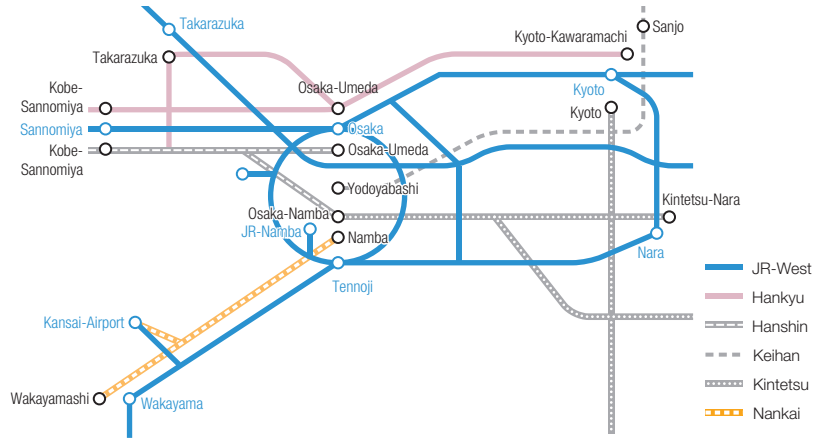 Takarazuka
Sanjo
Kyoto-Kawaramachi
Takarazuka
Kobe-
Sannomiya
Osaka-Umeda
Kyoto
Kyoto
Sannomiya
Osaka
Kobe-
Sannomiya
Osaka-Umeda
Yodoyabashi
Kintetsu-Nara
Osaka-Namba
JR-Namba
Namba
Nara
Tennoji
JR-West
Hankyu
Hanshin
Keihan
Kintetsu
Nankai
Kansai-Airport
Wakayamashi
Wakayama